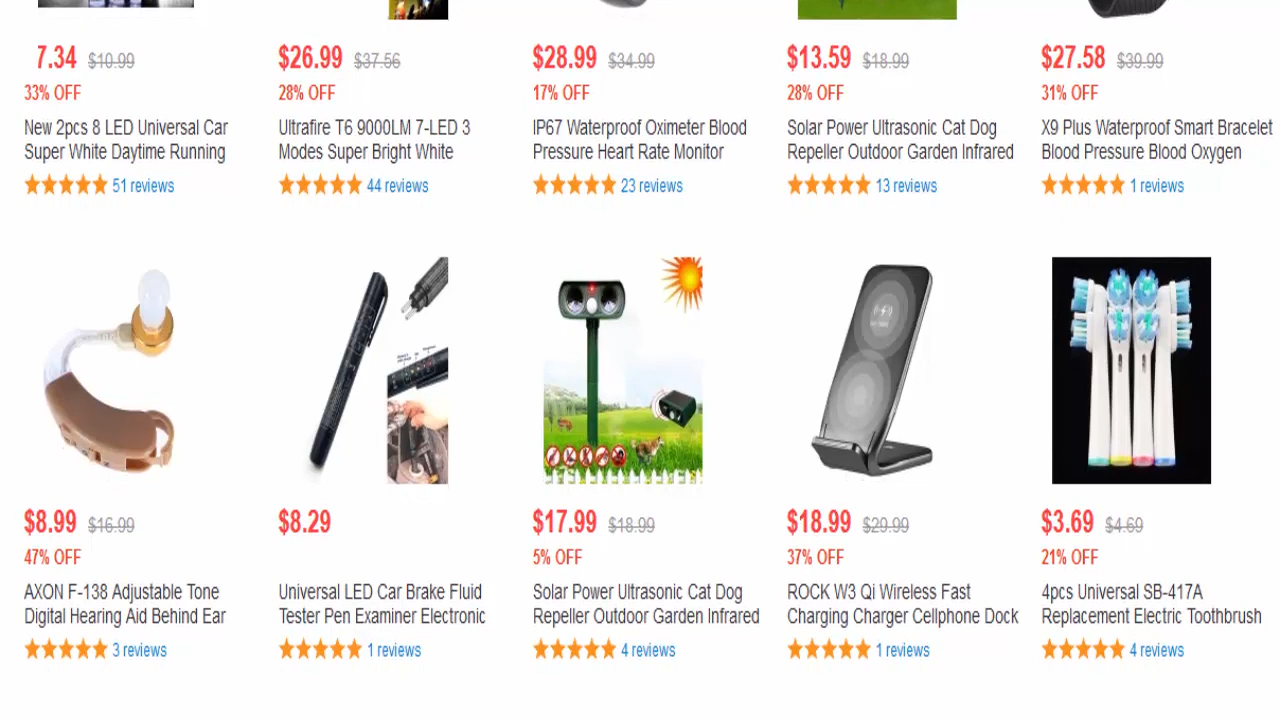 7.34 $10.99 $26.99 $37.56 $28.99 $34.99 $13.59 $18.99 $27.58 $39.99
33% OFF 28% OFF 17% OFF 28% OFF 31% OFF
New 2pcs 8 LED Universal Car
Super White Daytime Running
51 reviews
Ultrafire T6 9000LM 7-LED 3
Modes Super Bright White
44 reviews
IP67 Waterproof Oximeter Blood
Pressure Heart Rate Monitor
23 reviews
Solar Power Ultrasonic Cat Dog
Repeller Outdoor Garden Infrared
13 reviews
X9 Plus Waterproof Smart Bracelet
Blood Pressure Blood Oxygen
1 reviews
$8.99 $16.99
47% OFF
AXON F-138 Adjustable Tone
Digital Hearing Aid Behind Ear
3 reviews
$8.29
Universal LED Car Brake Fluid
Tester Pen Examiner Electronic
1 reviews
$17.99 $18.99
5% OFF
Solar Power Ultrasonic Cat Dog
Repeller Outdoor Garden Infrared
4 reviews
$18.99 $29.99
37% OFF
ROCK W3 Qi Wireless Fast
Charging Charger Cellphone Dock
1 reviews
$3.69 $4.69
21% OFF
4pcs Universal SB-417A
Replacement Electric Toothbrush
4 reviews